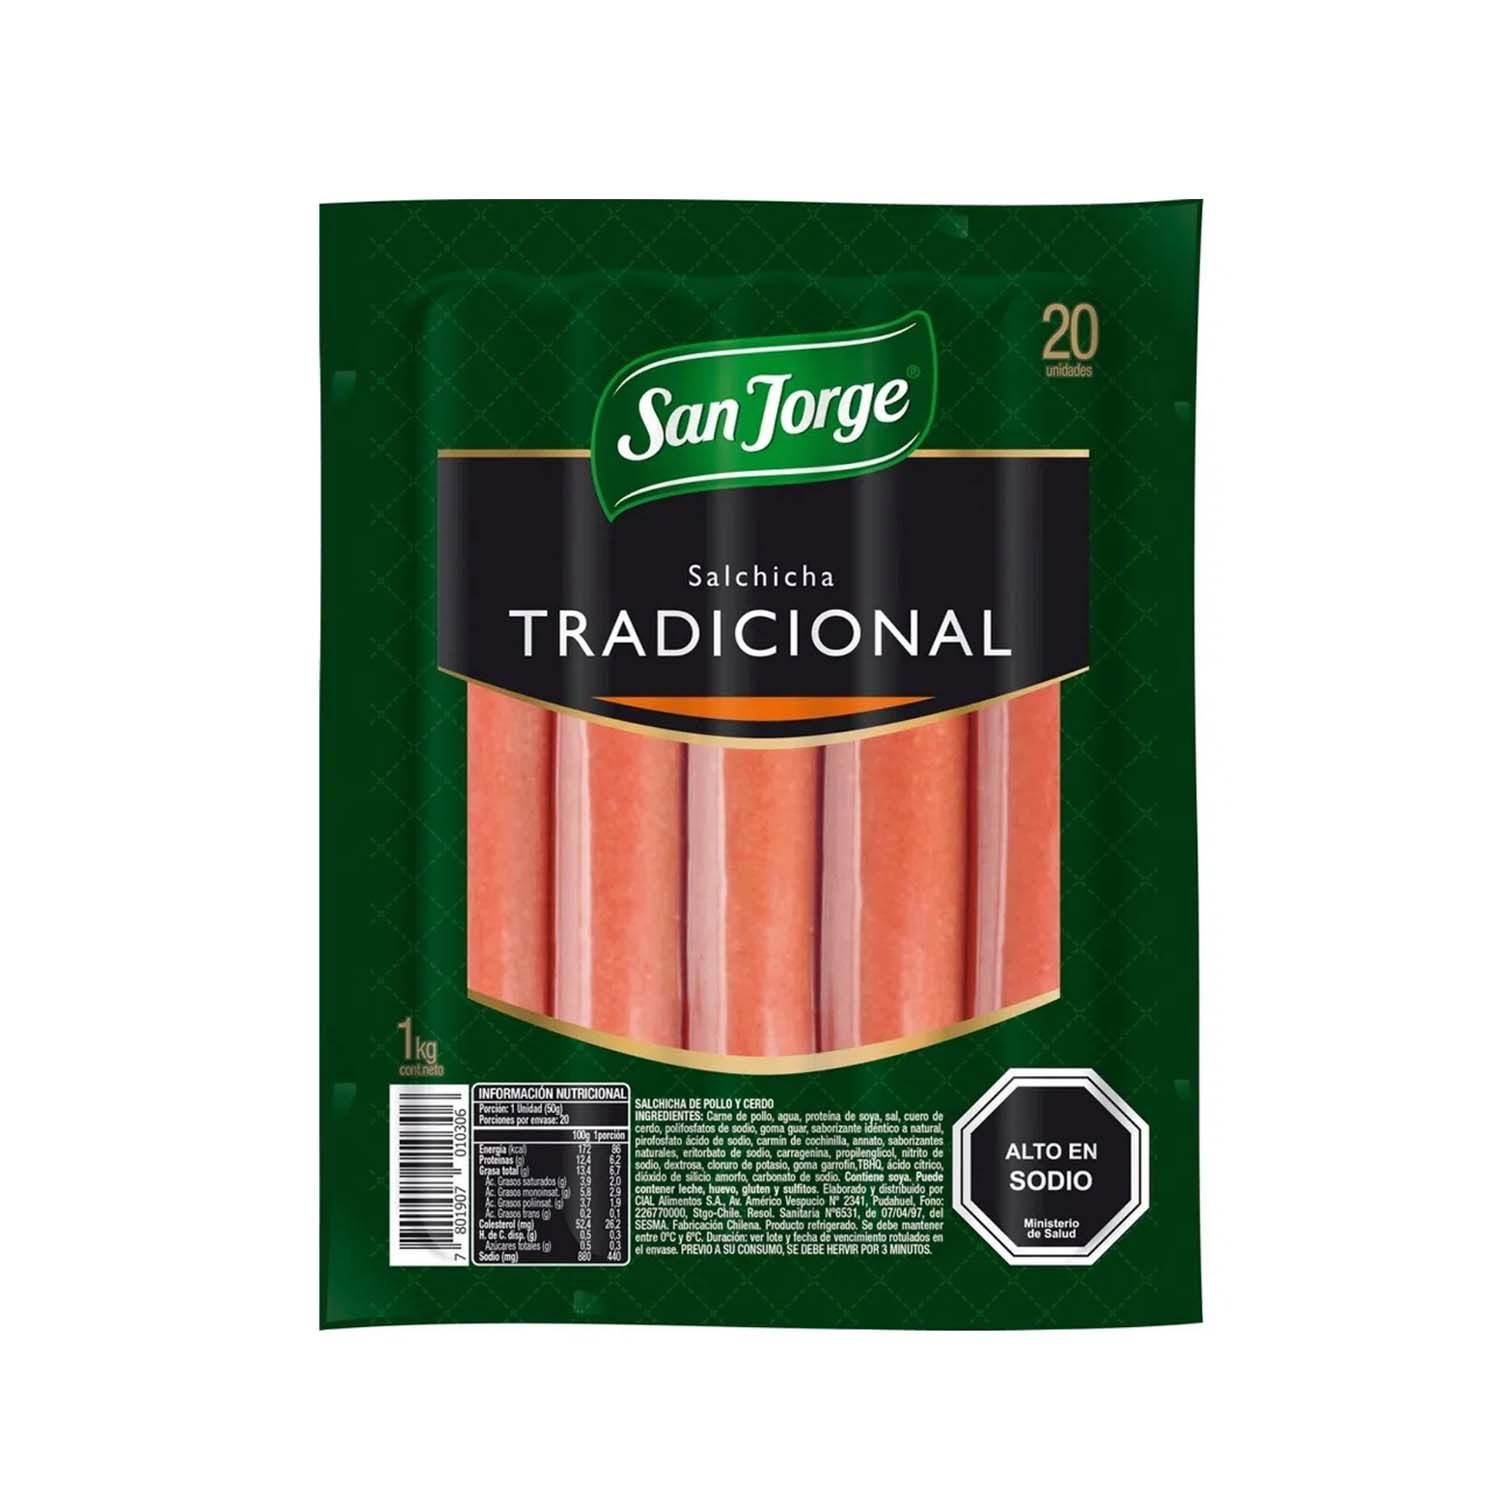 20
unidades
San Jorge®
Salchicha
TRADICIONAL
1kg
cont.neto
7 801907 010306
INFORMACIÓN NUTRICIONAL
Porción: 1 Unidad (50g)
Porciones por envase: 20
100g 1porción
Energía (kcal) 172 86
Proteínas (g) 12,4 6,2
Grasa total (g) 13,4 6,7
Ác. Grasos saturados (g) 3,9 2,0
Ác. Grasos monoinsat. (g) 5,8 2,9
Ác. Grasos poliinsat. (g) 3,7 1,9
Ác. Grasos trans (g) 0,2 0,1
Colesterol (mg) 52,4 26,2
H. de C. disp. (g) 0,5 0,3
Azúcares totales (g) 0,5 0,3
Sodio (mg) 880 440
SALCHICHA DE POLLO Y CERDO
INGREDIENTES: Carne de pollo, agua, proteína de soya, sal, cuero de
cerdo, polifosfatos de sodio, goma guar, saborizante idéntico a natural,
pirofosfato ácido de sodio, carmín de cochinilla, annato, saborizantes
naturales, eritorbato de sodio, carragenina, propilenglicol, nitrito de
sodio, dextrosa, cloruro de potasio, goma garrofín,TBHQ, ácido cítrico,
dióxido de silicio amorfo, carbonato de sodio. Contiene soya. Puede
contener leche, huevo, gluten y sulfitos. Elaborado y distribuido por
CIAL Alimentos S.A., Av. Américo Vespucio N° 2341, Pudahuel, Fono:
226770000, Stgo-Chile. Resol. Sanitaria N°6531, de 07/04/97, del
SESMA. Fabricación Chilena. Producto refrigerado. Se debe mantener
entre 0°C y 6°C. Duración: ver lote y fecha de vencimiento rotulados en
el envase. PREVIO A SU CONSUMO, SE DEBE HERVIR POR 3 MINUTOS.
ALTO EN
SODIO
Ministerio
de Salud